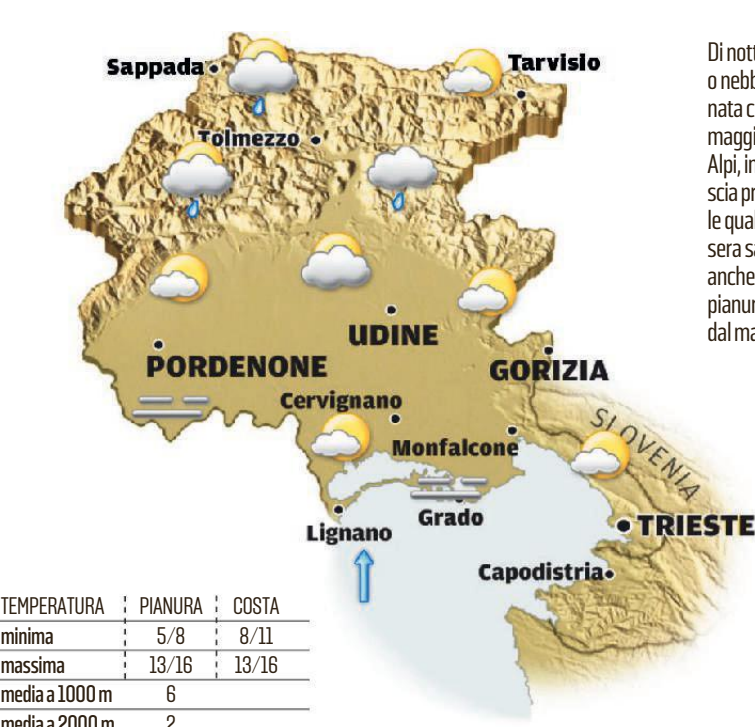 Sappada
Tarvisio
Tolmezzo
UDINE
PORDENONE
GORIZIA
Cervignano
SLOVENIA
Monfalcone
Grado
Lignano
TRIESTE
Capodistria
TEMPERATURA PIANURA COSTA
minima 5/8 8/11
massima 13/16 13/16
media a 1000 m 6
media a 2000 m 2
Di nott
o nebb
nata c
maggi
Alpi, in
scia pr
le qua
sera sa
anche
pianur
dal ma